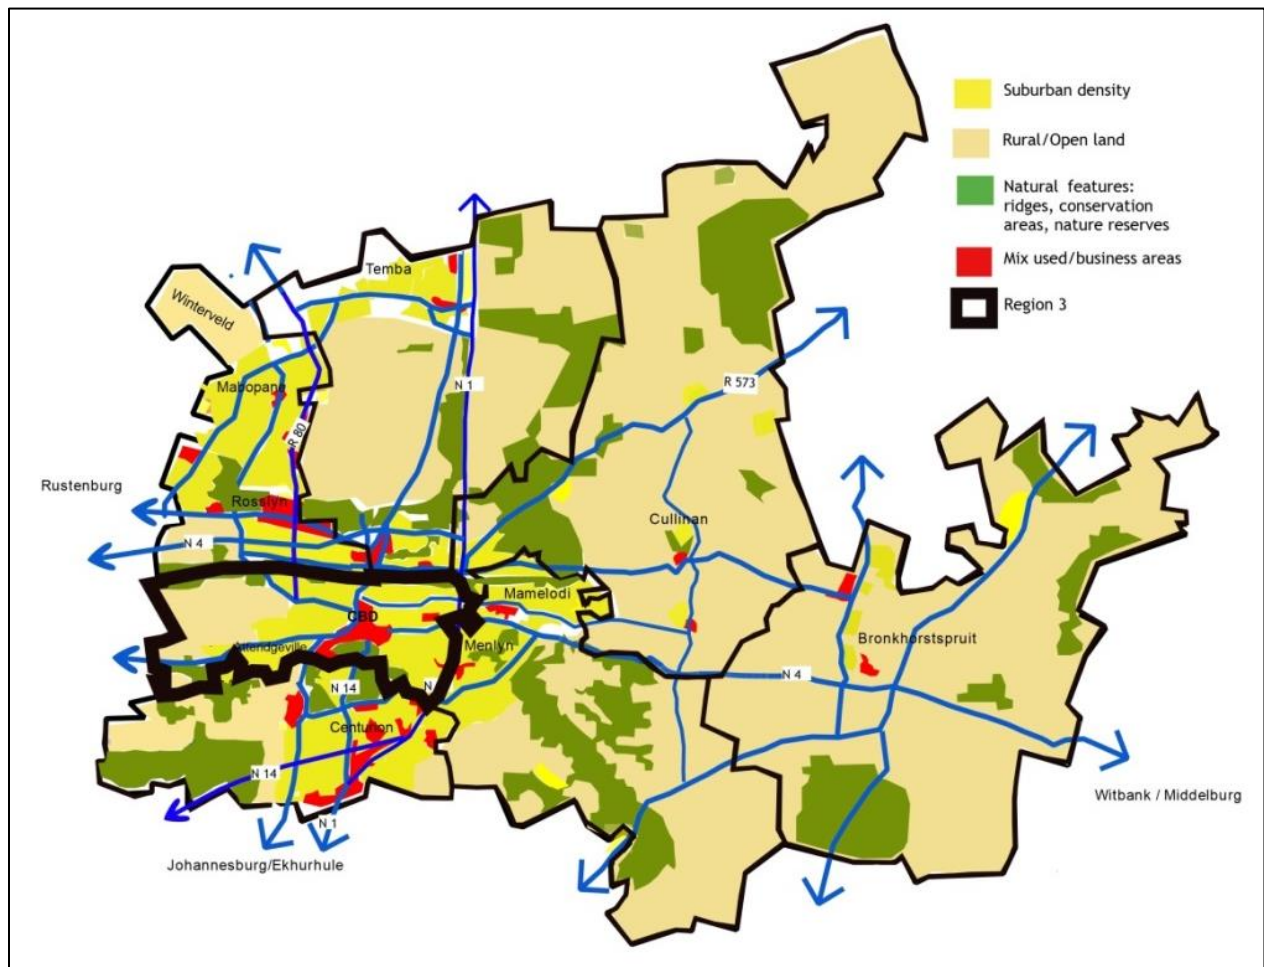 Suburban density
Rural/Open land
Natural features:
ridges, conservation
areas, nature reserves
Mix used/business areas
Region 3
Temba
Winterveld
Mabopane
N 1
R 573
R 80
Rustenburg
Rosslyn
Cullinan
N 4
Mamelodi
CBD
Atteridgeville
Menlyn
Bronkhorstspruit
N 4
N 14
N
Centurion
N 14
Witbank / Middelburg
N 1
Johannesburg/Ekhurhule